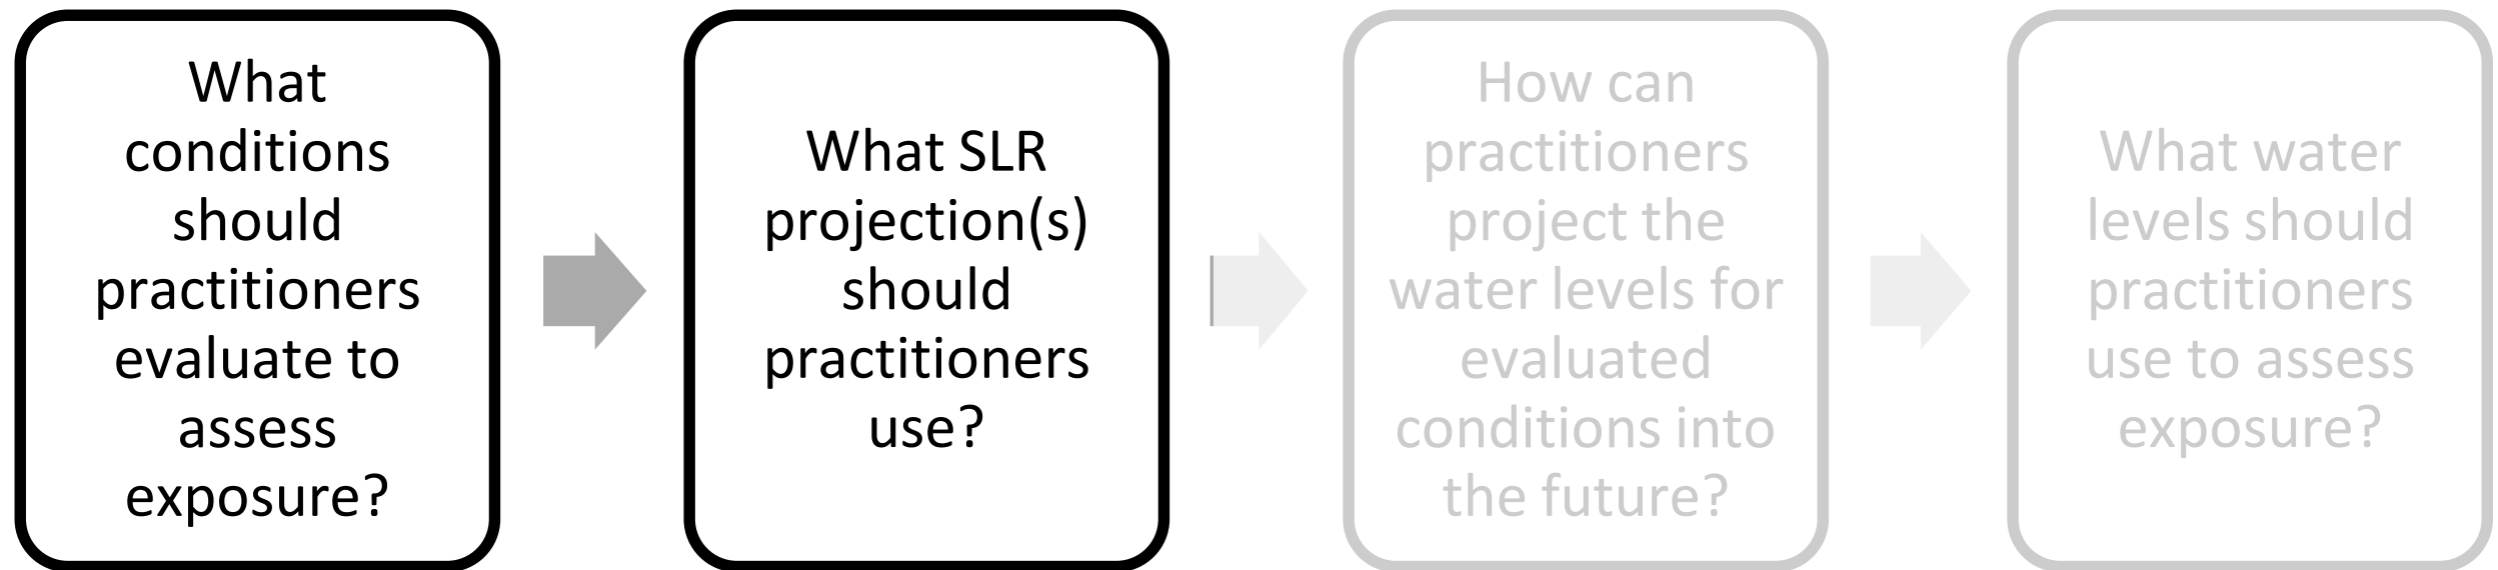 What
conditions
should
practitioners
evaluate to
assess
exposure?
What SLR
projection(s)
should
practitioners
use?
How can
practitioners
project the
water levels for
evaluated
conditions into
the future?
What water
levels should
practitioners
use to assess
exposure?